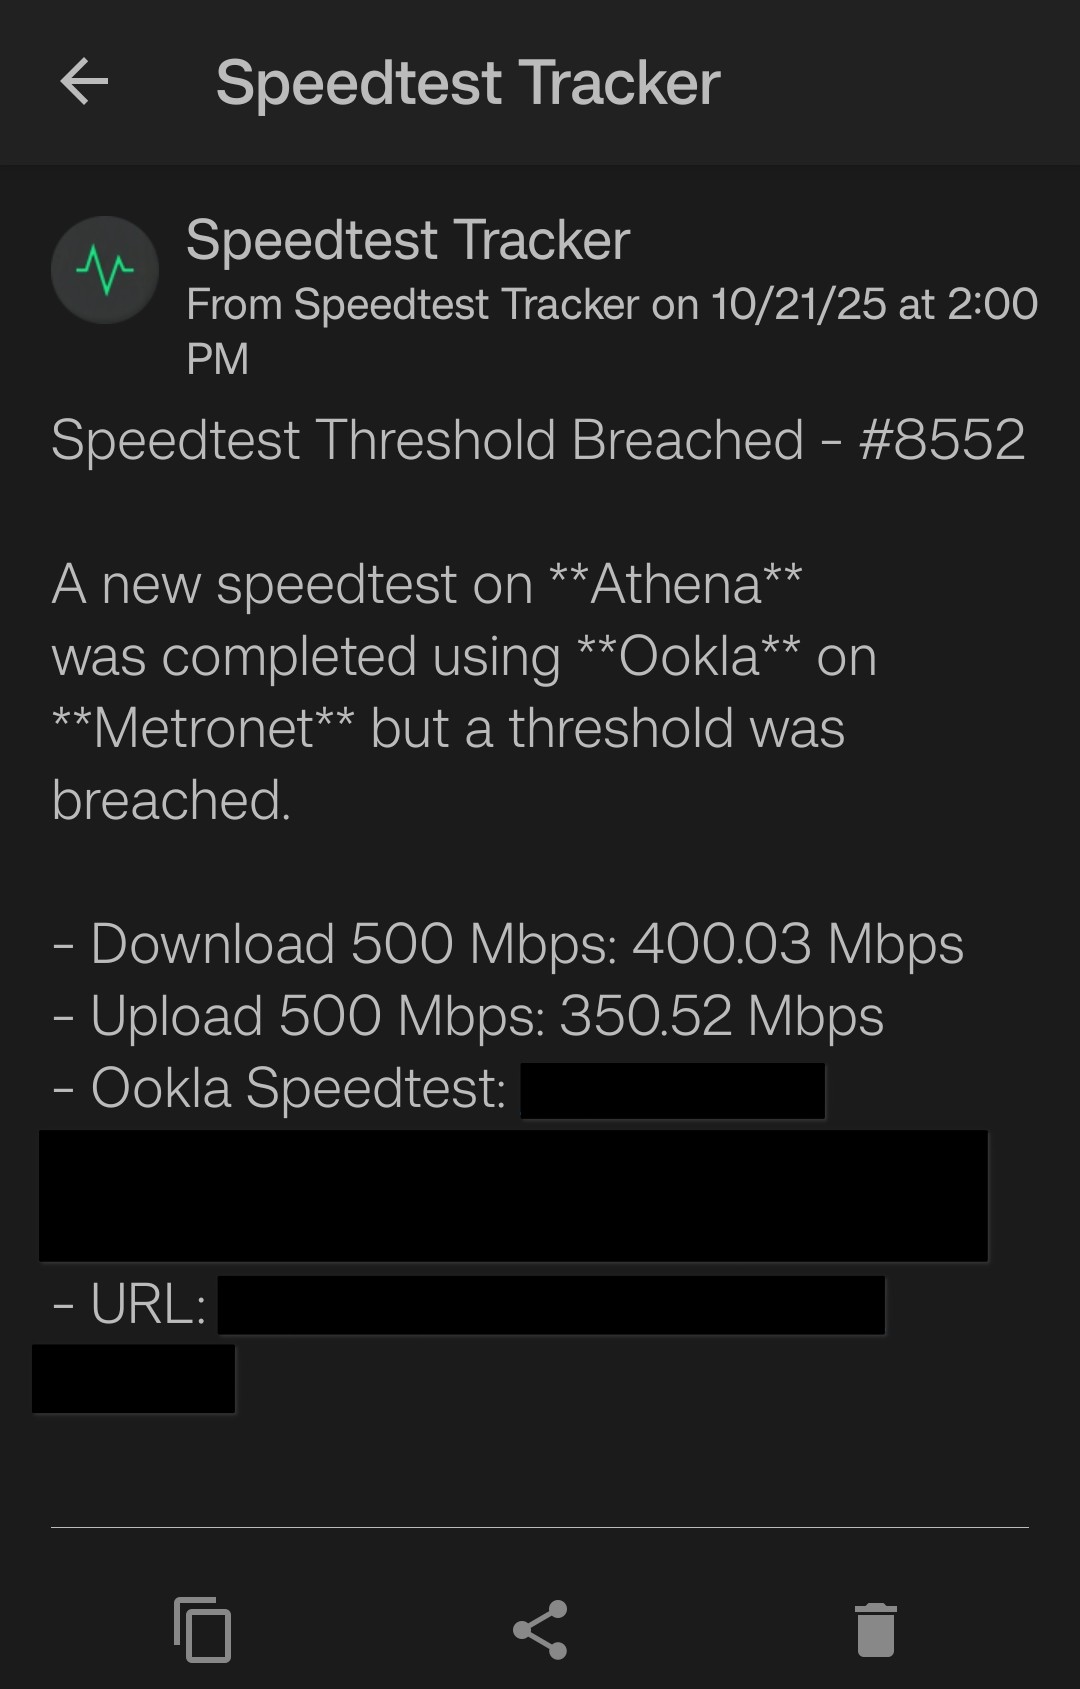 Speedtest Tracker
Speedtest Tracker
From Speedtest Tracker on 10/21/25 at 2:00
PM
Speedtest Threshold Breached - #8552
A new speedtest on **Athena**
was completed using **Ookla** on
**Metronet** but a threshold was
breached.
- Download 500 Mbps: 400.03 Mbps
- Upload 500 Mbps: 350.52 Mbps
- Ookla Speedtest:
- URL: